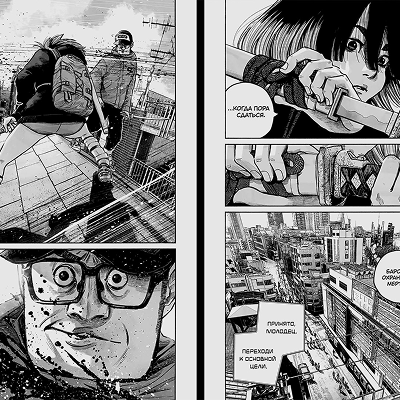 ...КОГДА ПОРА
СДАТЬСЯ.
ПРИНЯТО,
МОЛОДЕЦ.
ПЕРЕХОДИ
К ОСНОВНОЙ
ЦЕЛИ.